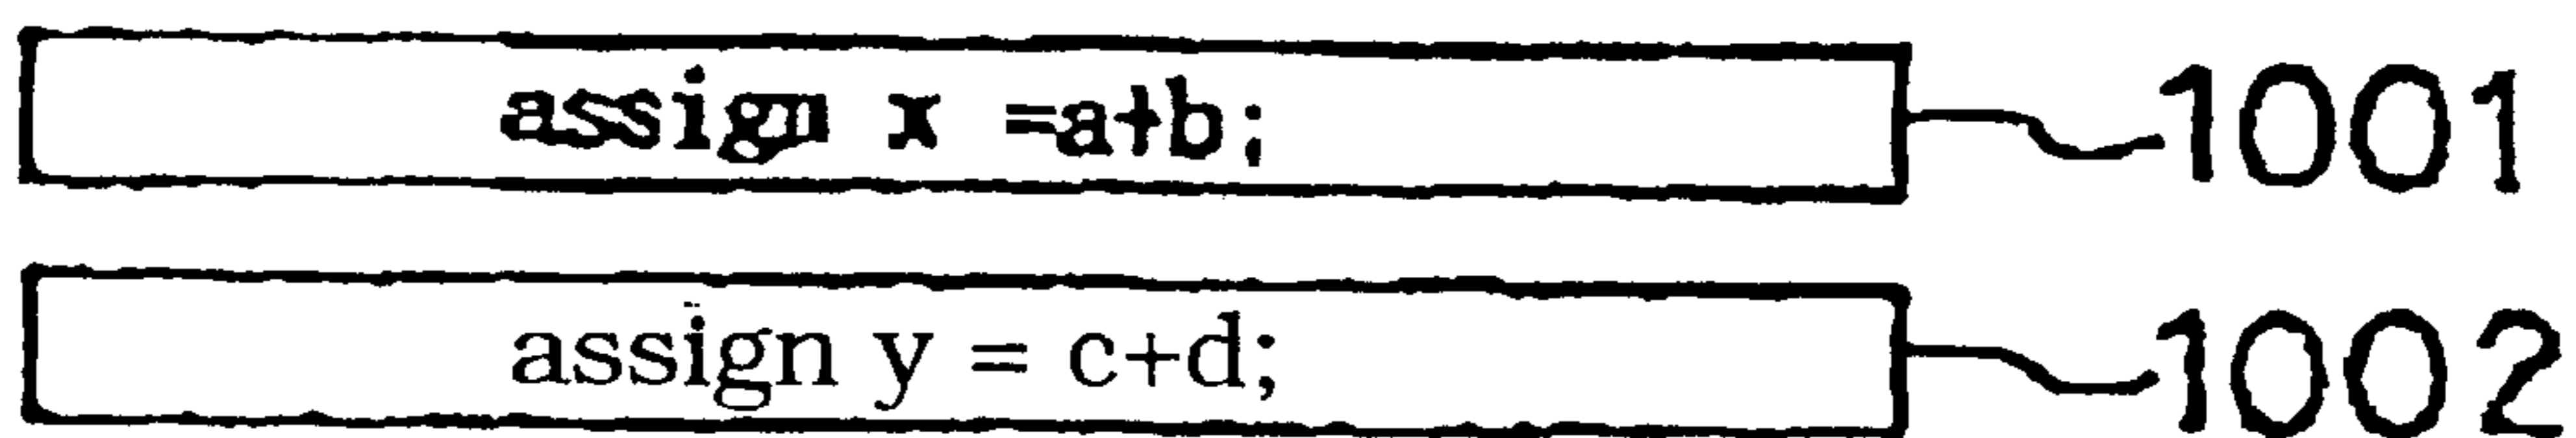 assign x =a+b; 1001
assign y = c+d; 1002